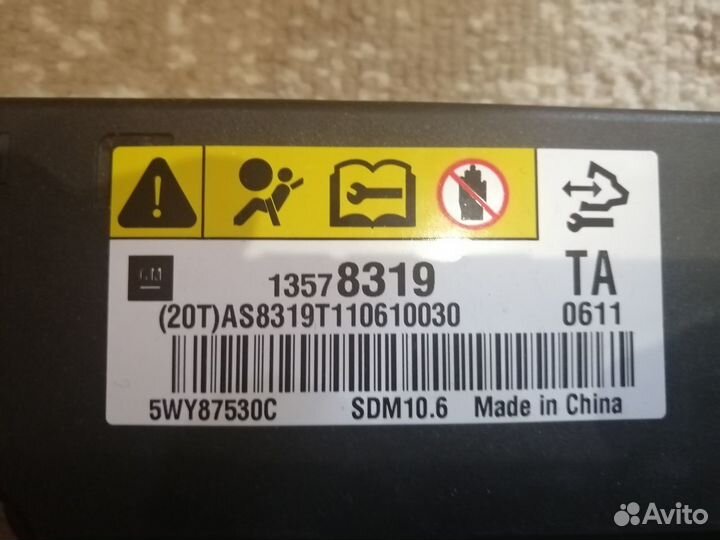 GM
13578319
TA
(20T)AS8319T110610030
0611
5WY87530C SDM10.6 Made in China
Avito